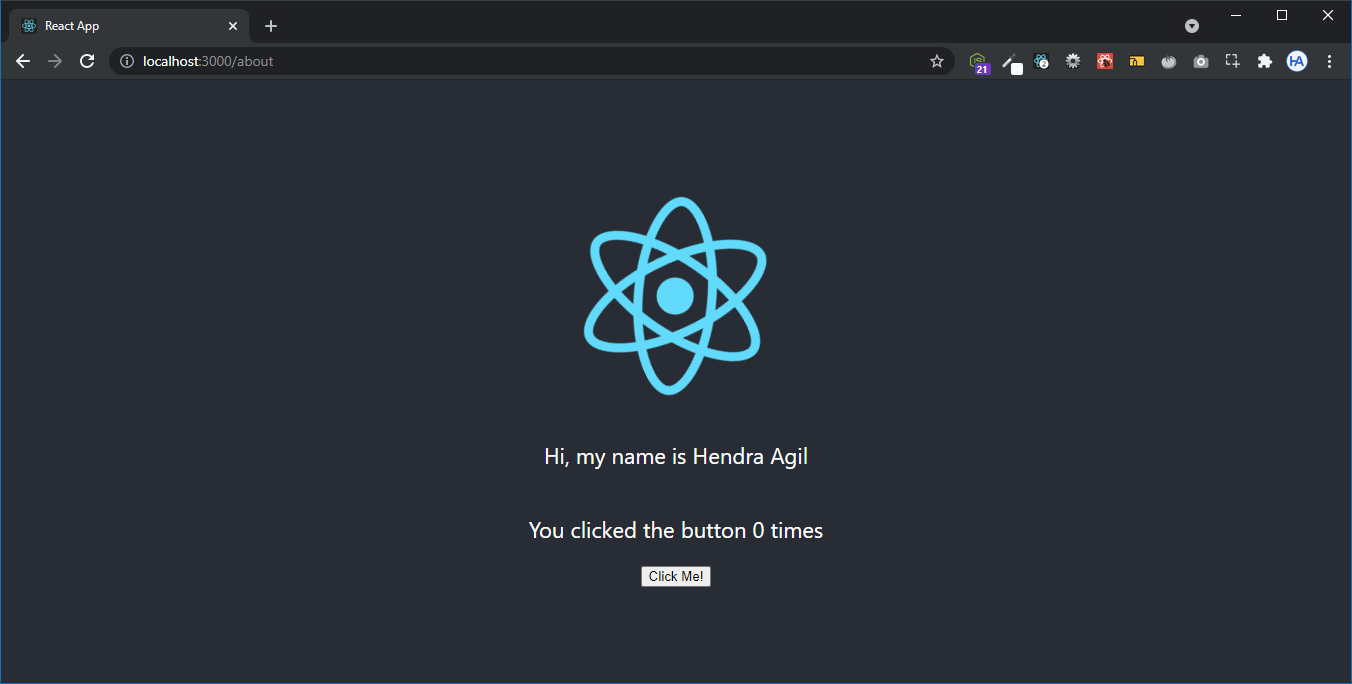 React App
localhost:3000/about
21
2
HA
Hi, my name is Hendra Agil
You clicked the button 0 times
Click Me!